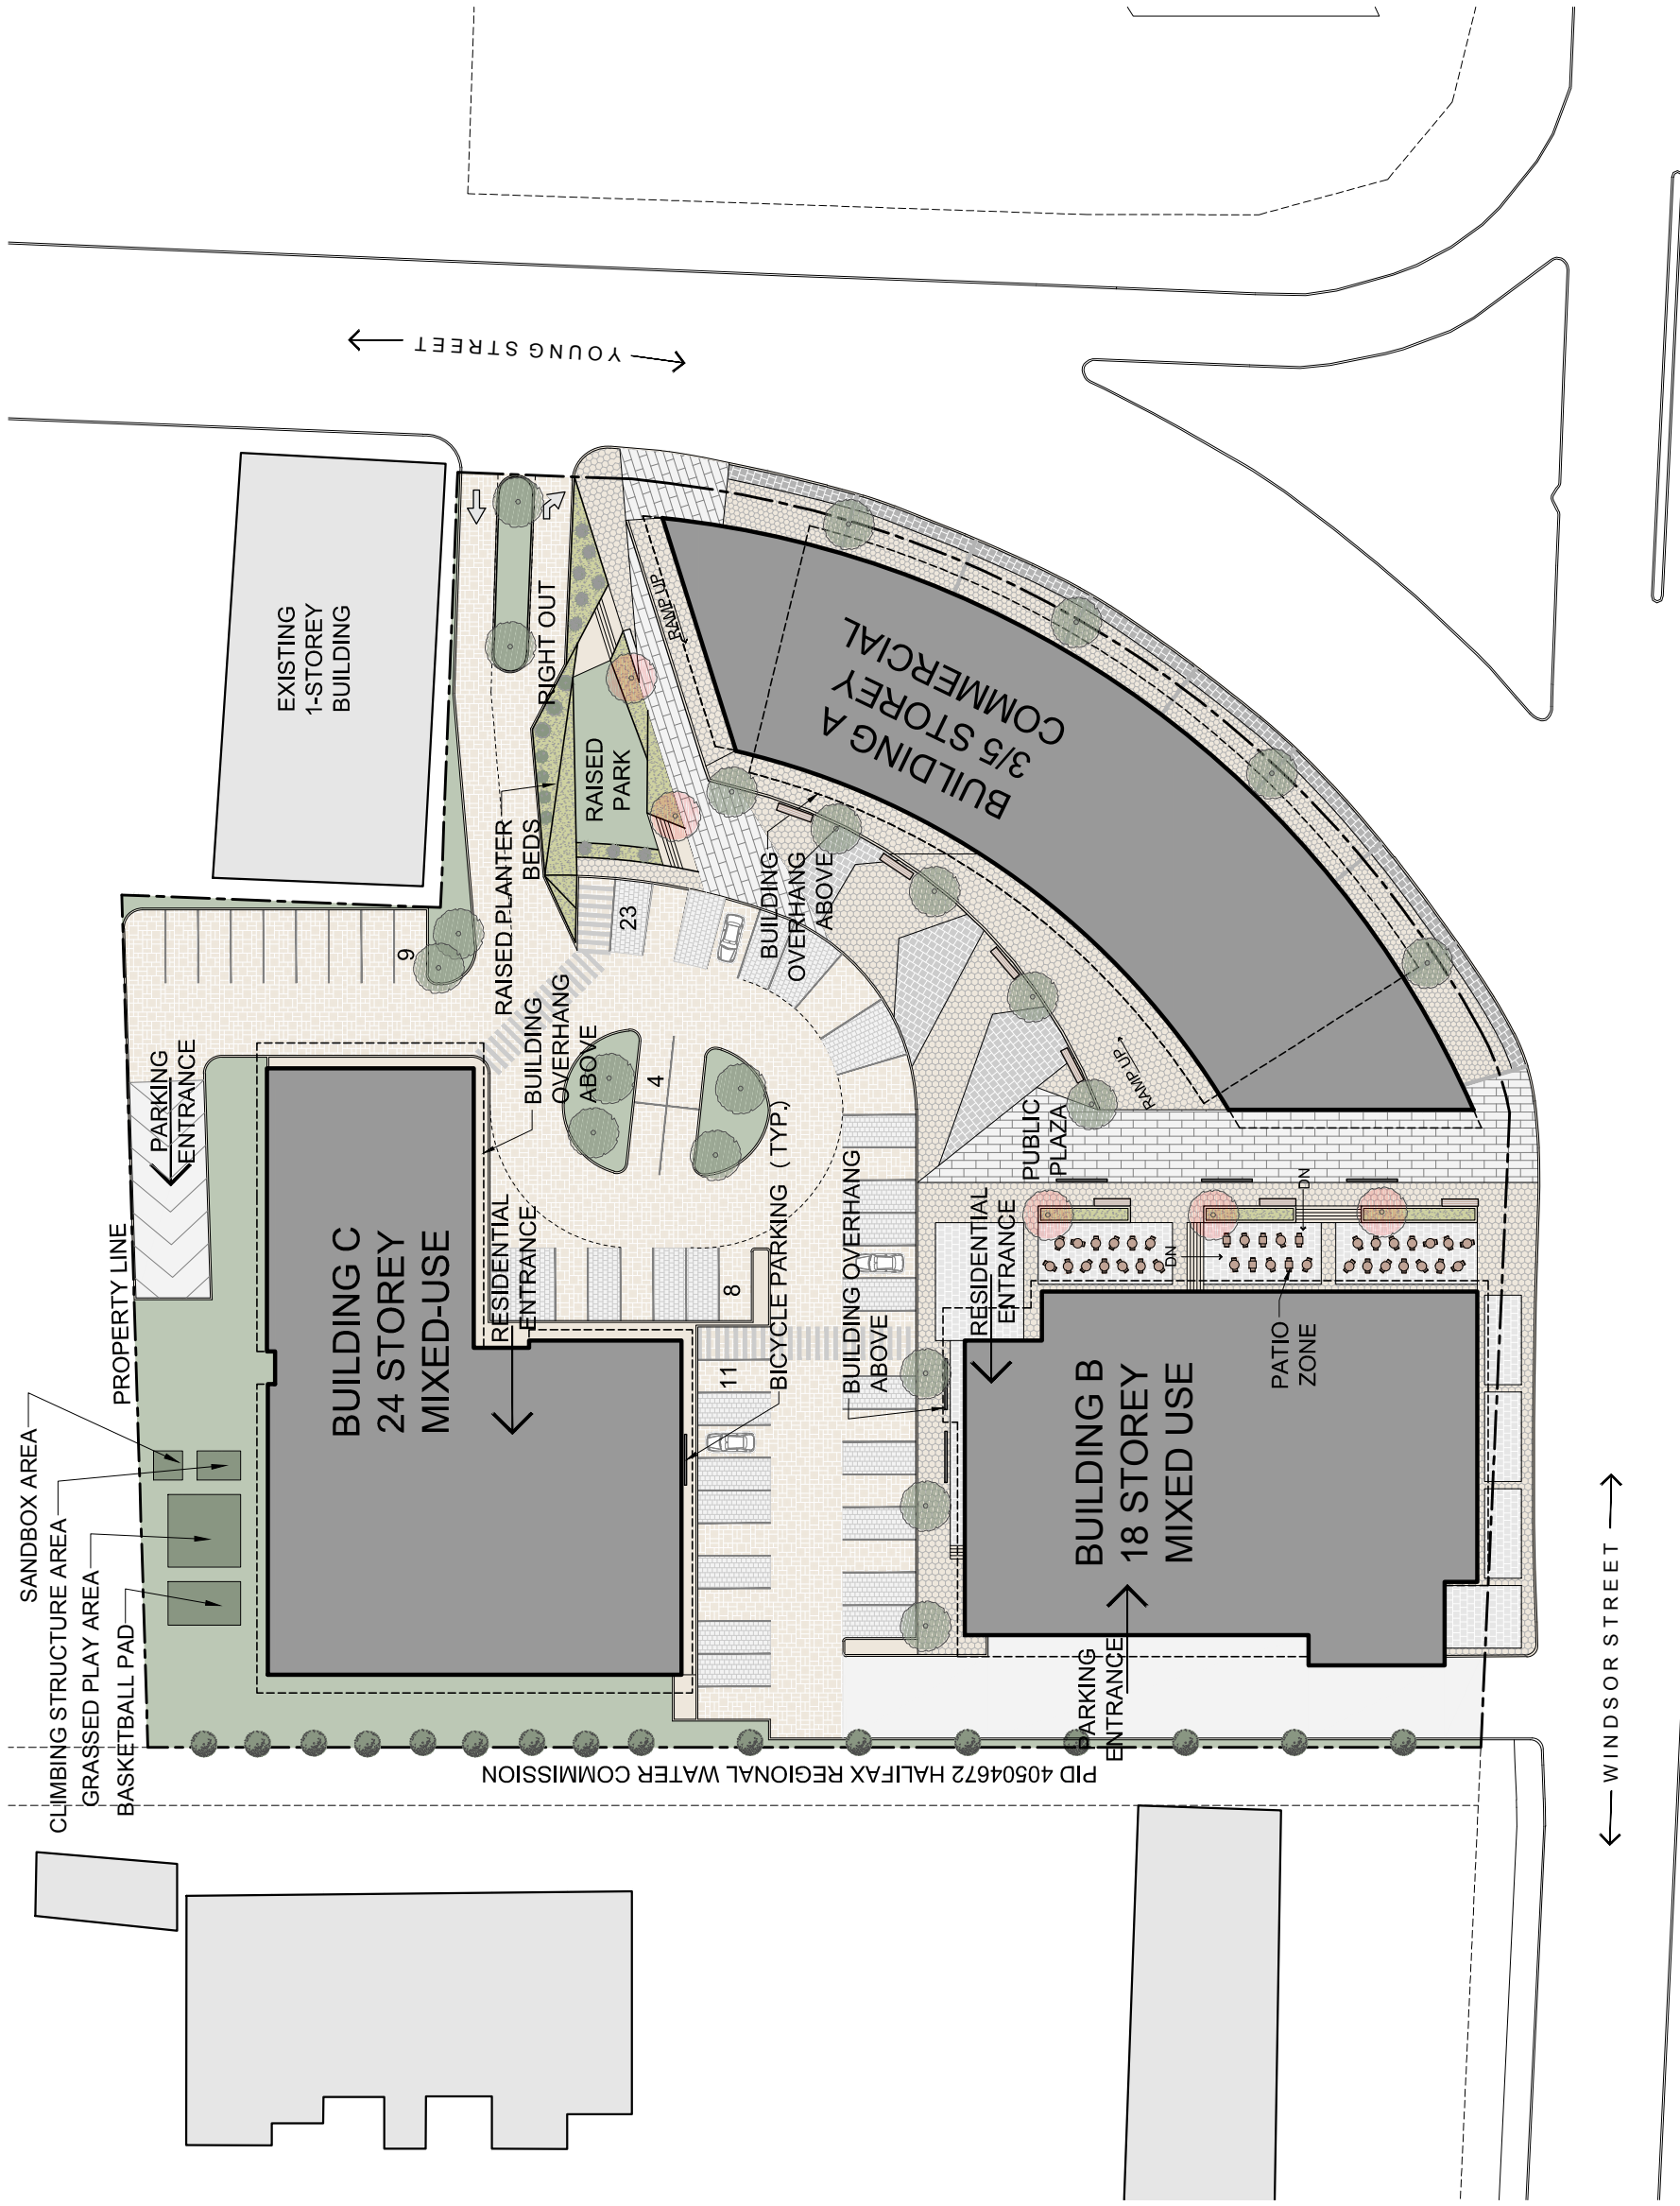 SANDBOX AREA
CLIMBING STRUCTURE AREA
GRASSED PLAY AREA
BASKETBALL PAD
PROPERTY LINE
PARKING
ENTRANCE
EXISTING
1-STOREY
BUILDING
YOUNG STREET
BUILDING C
24 STOREY
MIXED-USE
RESIDENTIAL
ENTRANCE
BUILDING
OVERHANG
ABOVE
RAISED PLANTER
BEDS
RIGHT OUT
RAISED
PARK
RAMP UP
9
23
4
8
11
BICYCLE PARKING ( TYP.)
BUILDING
OVERHANG
ABOVE
BUILDING A
3/5 STOREY
COMMERCIAL
RAMP UP
PUBLIC
PLAZA
BUILDING OVERHANG
ABOVE
RESIDENTIAL
ENTRANCE
DN
DN
PATIO
ZONE
BUILDING B
18 STOREY
MIXED USE
PARKING
ENTRANCE
PID 40504672 HALIFAX REGIONAL WATER COMMISSION
WINDSOR STREET